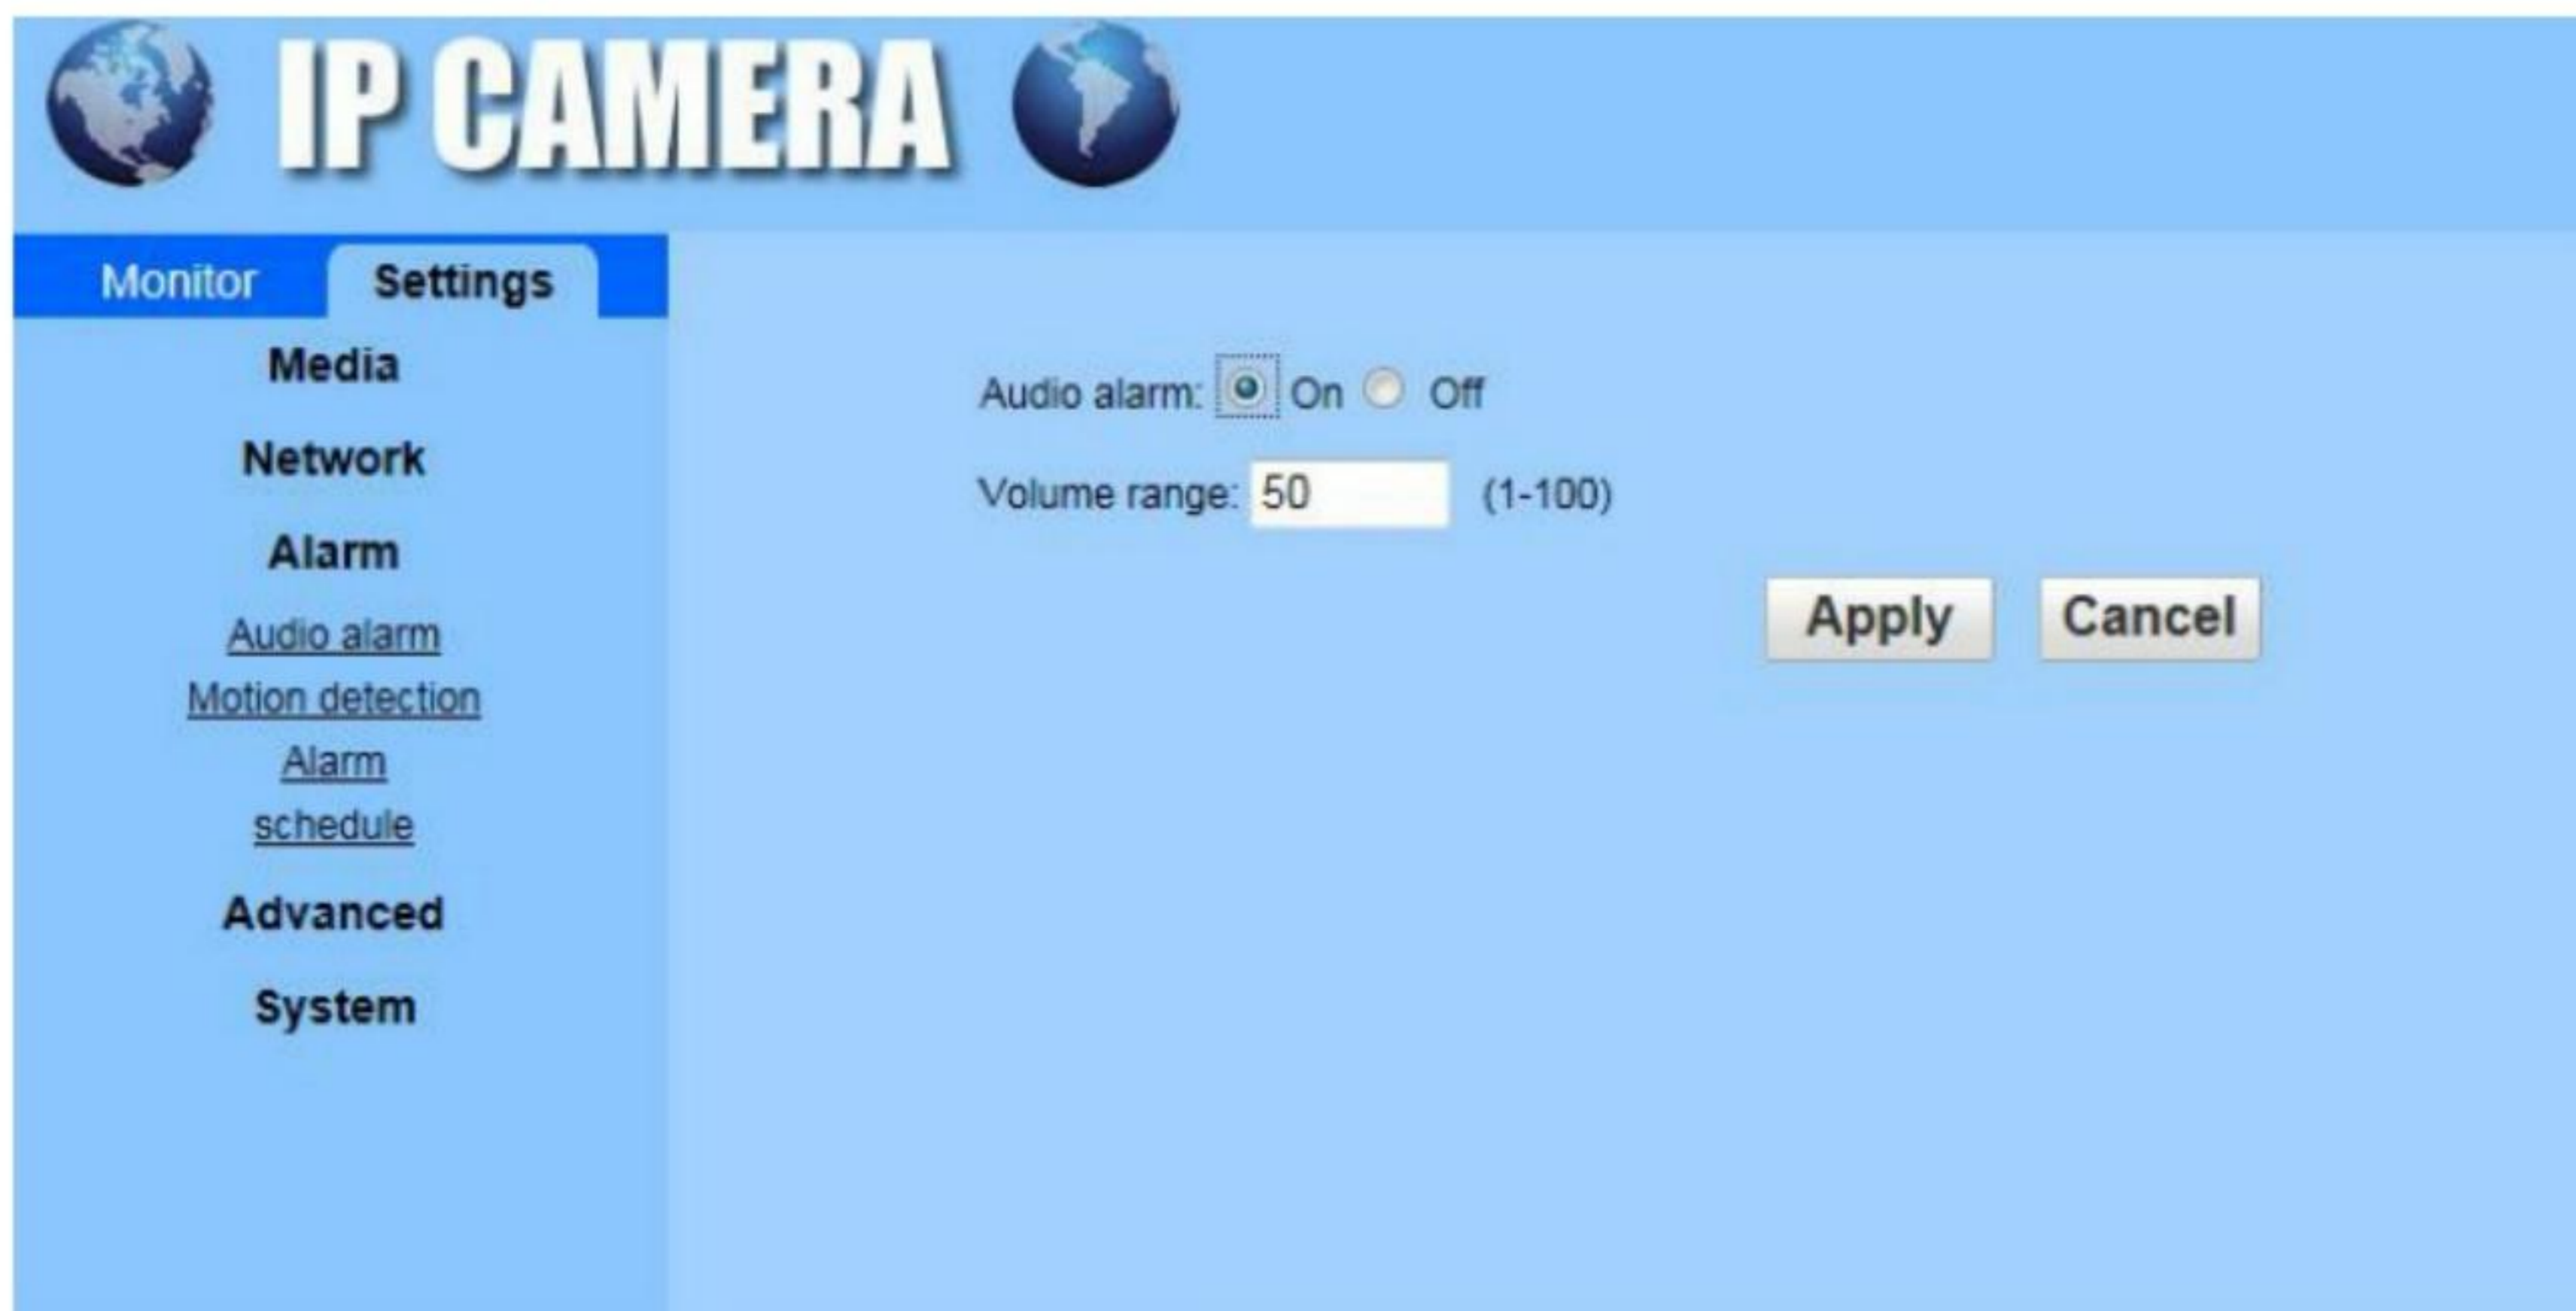 IP CAMERA
Monitor Settings
Media
Network
Alarm
Audio alarm
Motion detection
Alarm
schedule
Advanced
System
Audio alarm: On Off
Volume range: 50 (1-100)
Apply Cancel